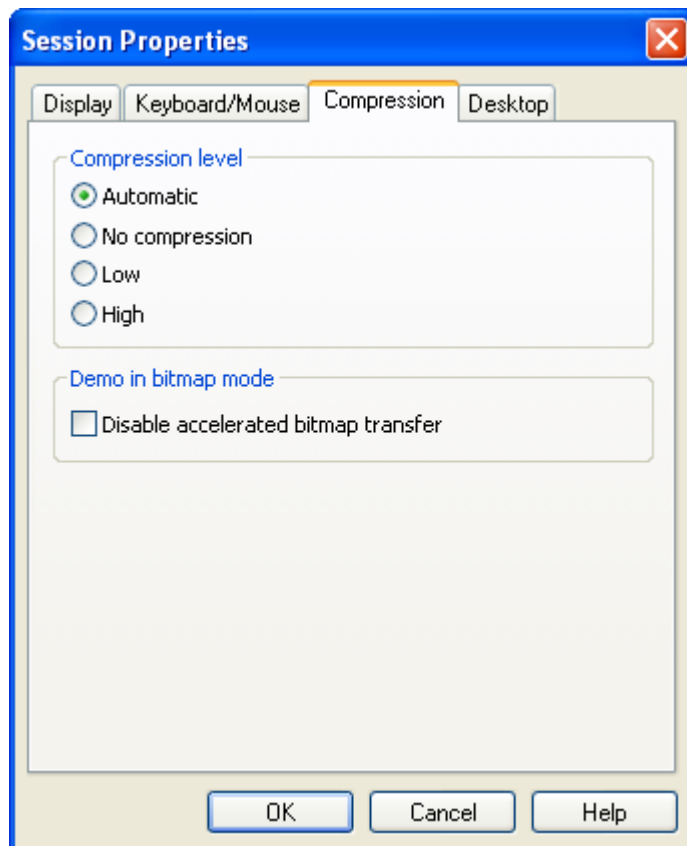 Session Properties
Display Keyboard/Mouse Compression Desktop
Compression level
Automatic
No compression
Low
High
Demo in bitmap mode
Disable accelerated bitmap transfer
OK Cancel Help